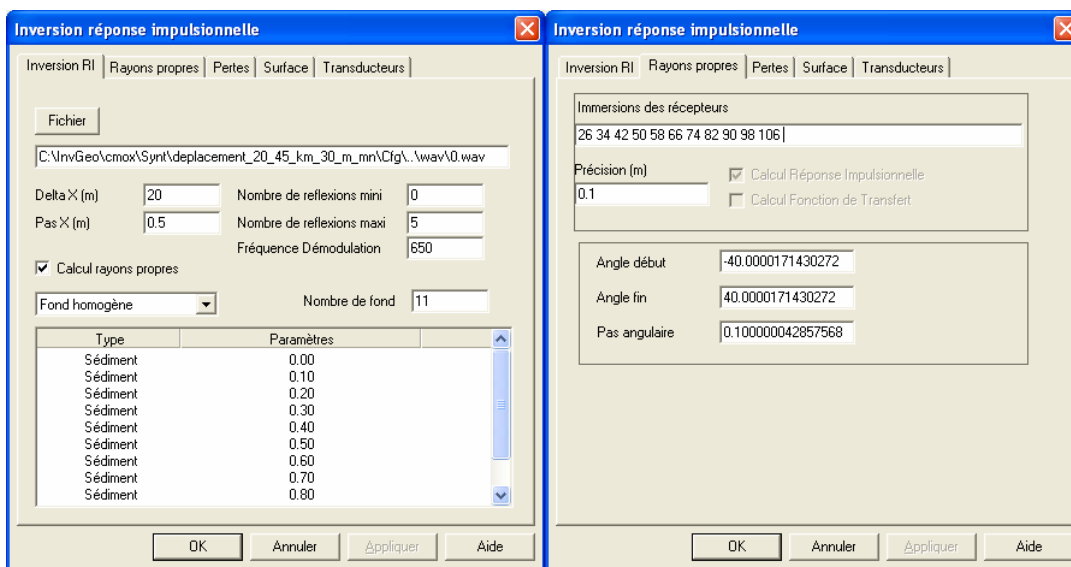 Inversion réponse impulsionnelle
Inversion RI Rayons propres Pertes Surface Transducteurs
Fichier
C:\InvGeo\cmox\Synt\deplacement_20_45_km_30_m_mn\Cfg\..\wav\0.wav
Delta X (m) 20 Nombre de reflexions mini 0
Pas X (m) 0.5 Nombre de reflexions maxi 5
Fréquence Démodulation 650
Calcul rayons propres
Fond homogène Nombre de fond 11
Type Paramètres
Sédiment 0.00
Sédiment 0.10
Sédiment 0.20
Sédiment 0.30
Sédiment 0.40
Sédiment 0.50
Sédiment 0.60
Sédiment 0.70
Sédiment 0.80
OK Annuler Appliquer Aide
Inversion réponse impulsionnelle
Inversion RI Rayons propres Pertes Surface Transducteurs
Immersions des récepteurs
26 34 42 50 58 66 74 82 90 98 106
Précision (m) Calcul Réponse Impulsionnelle
0.1 Calcul Fonction de Transfert
Angle début -40.0000171430272
Angle fin 40.0000171430272
Pas angulaire 0.100000042857568
OK Annuler Appliquer Aide